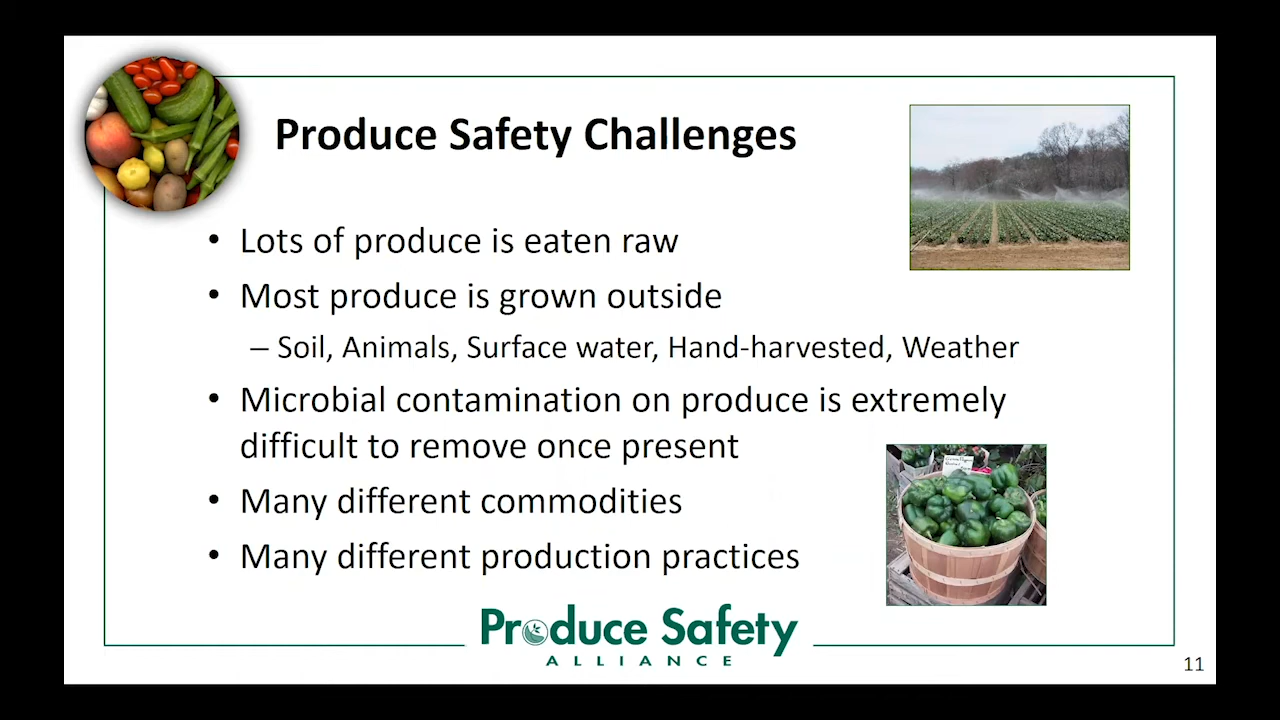 Produce Safety Challenges
• Lots of produce is eaten raw
• Most produce is grown outside
– Soil, Animals, Surface water, Hand-harvested, Weather
• Microbial contamination on produce is extremely
difficult to remove once present
• Many different commodities
• Many different production practices
Produce Safety
ALLIANCE
11